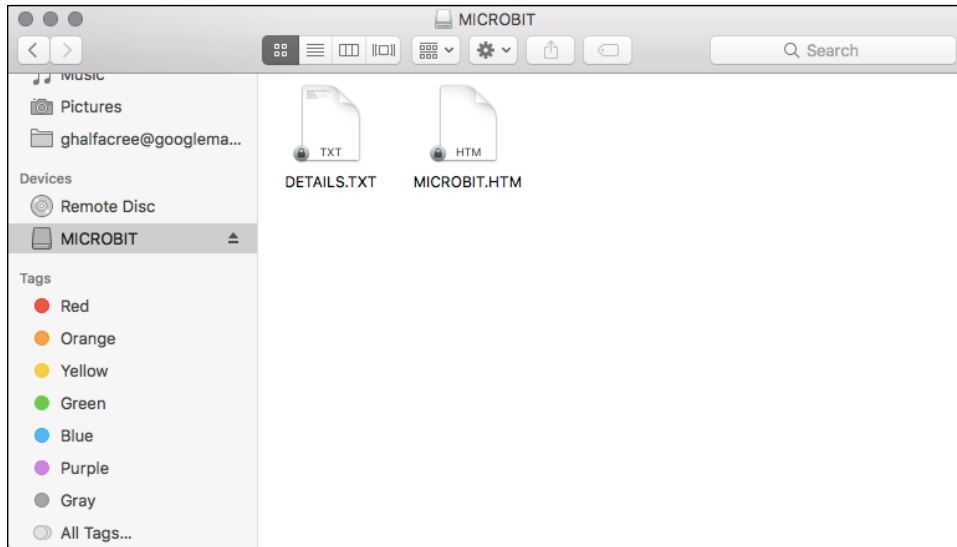 MICROBIT
Search
Music
Pictures
ghalfacree@googlema...
Devices
Remote Disc
MICROBIT
Tags
Red
Orange
Yellow
Green
Blue
Purple
Gray
All Tags...
TXT
HTM
DETAILS.TXT
MICROBIT.HTM